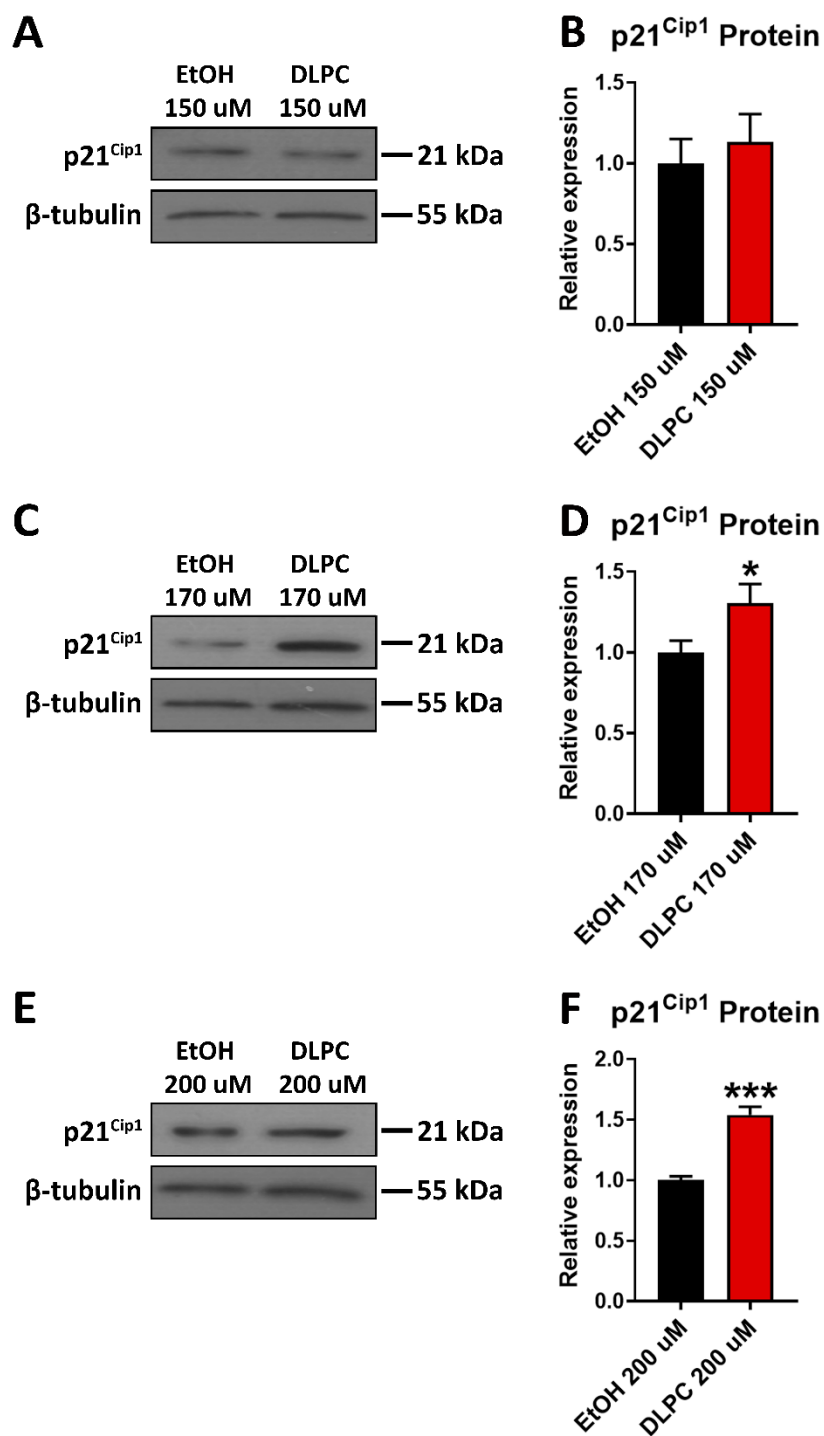 A
EtOH DLPC
150 uM 150 uM
p21Cip1 21 kDa
β-tubulin 55 kDa
B p21Cip1 Protein
Relative expression
1.5
1.0
0.5
0.0
EtOH 150 uM
DLPC 150 uM
C
EtOH DLPC
170 uM 170 uM
p21Cip1 21 kDa
β-tubulin 55 kDa
D p21Cip1 Protein
Relative expression
1.5
1.0
0.5
0.0
*
EtOH 170 uM
DLPC 170 uM
E
EtOH DLPC
200 uM 200 uM
p21Cip1 21 kDa
β-tubulin 55 kDa
F p21Cip1 Protein
Relative expression
2.0
1.5
1.0
0.5
0.0
***
EtOH 200 uM
DLPC 200 uM